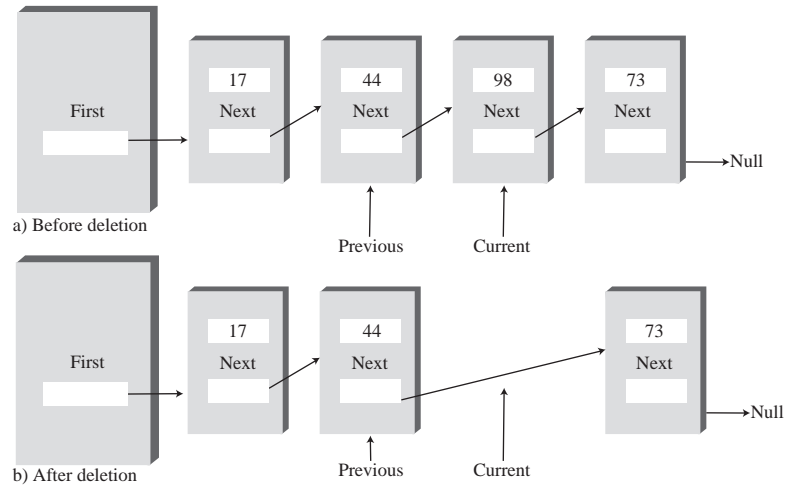 17 44 98 73
First Next Next Next Next
Null
a) Before deletion
Previous Current
17 44 73
First Next Next Next
Null
Previous Current
b) After deletion